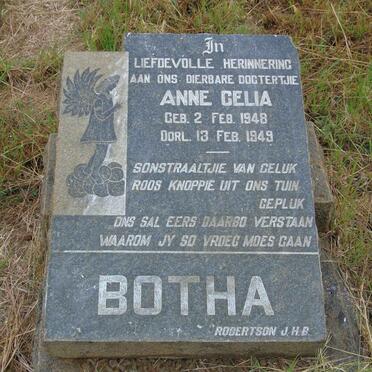 In
LIEFDEVOLLE HERINNERING
AAN ONS DIERBARE DOGTERTJIE
ANNE CELIA
GEB. 2 FEB. 1948
OORL. 13 FEB. 1949
SONSTRAALTJIE VAN GELUK
ROOS KNOPPIE UIT ONS TUIN
GEPLUK
ONS SAL EERS DAARBO VERSTAAN
WAAROM JY SO VROEG MOES GAAN
BOTHA
ROBERTSON J.H.B.